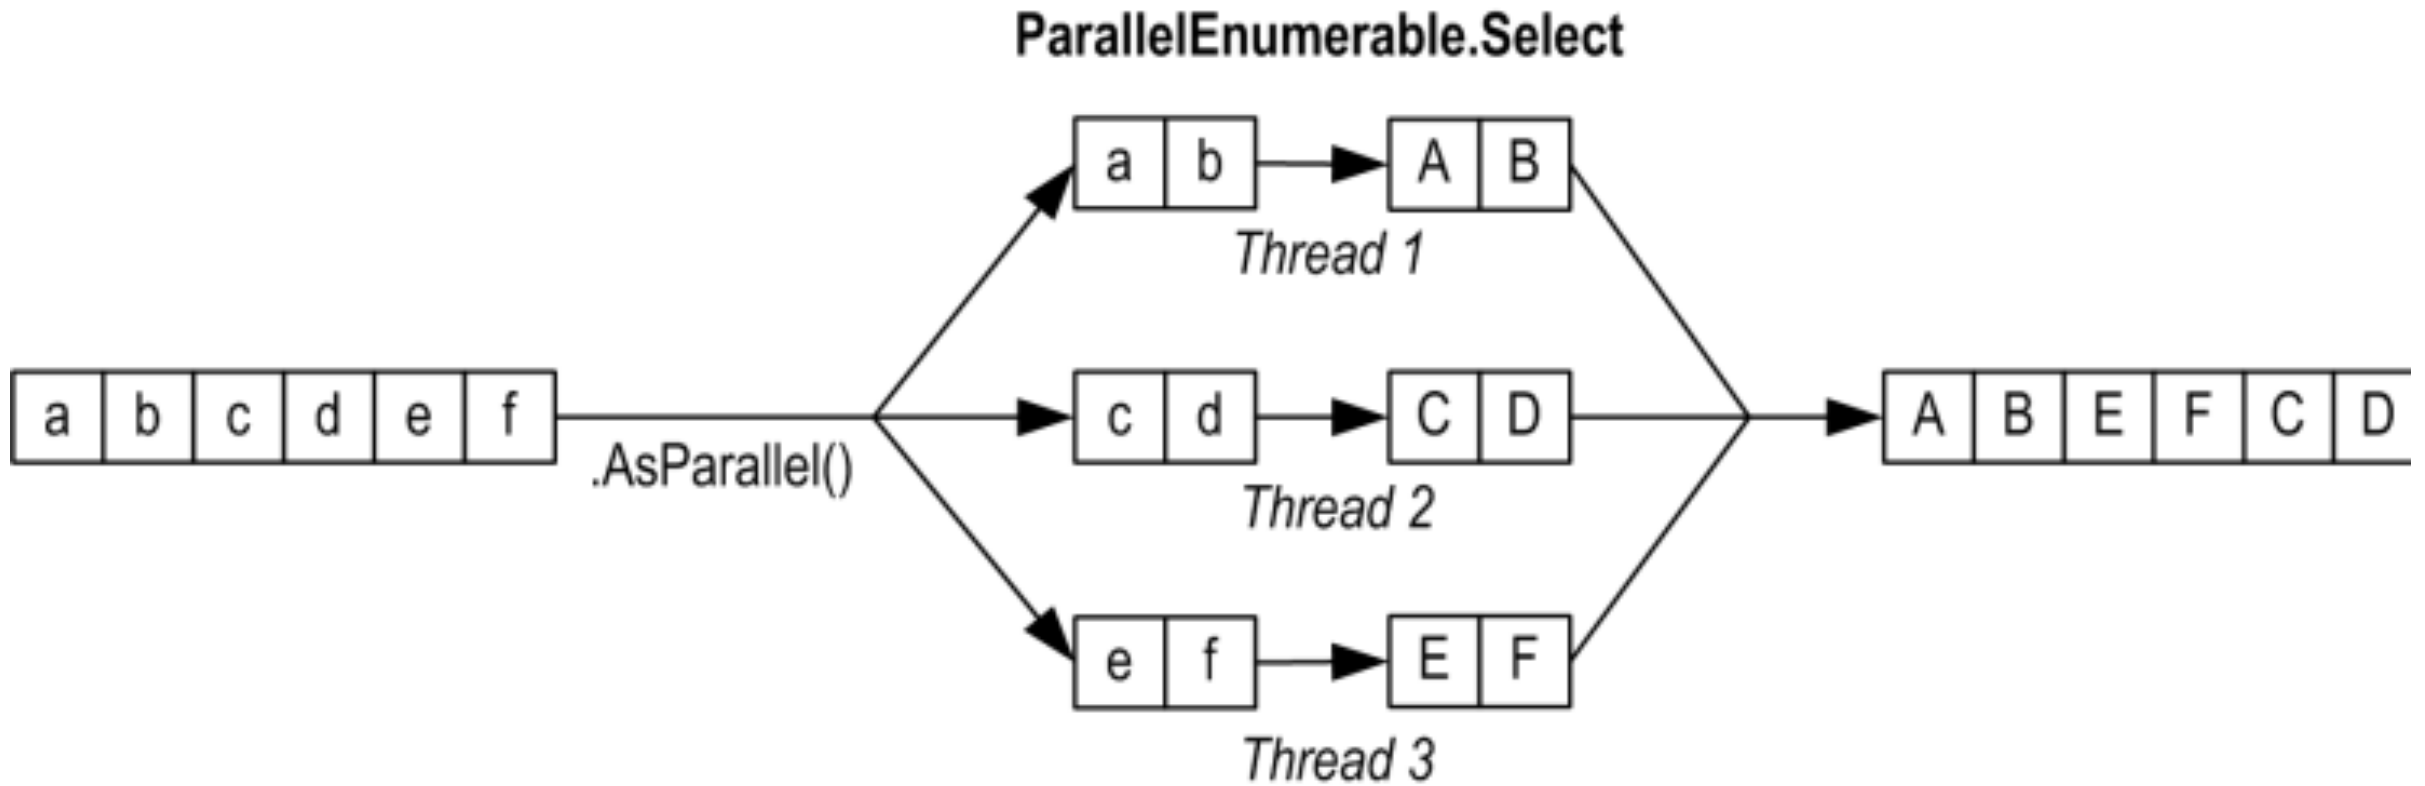 ParallelEnumerable.Select
a b A B
Thread 1
a b c d e f .AsParallel() c d C D A B E F C D
Thread 2
e f E F
Thread 3